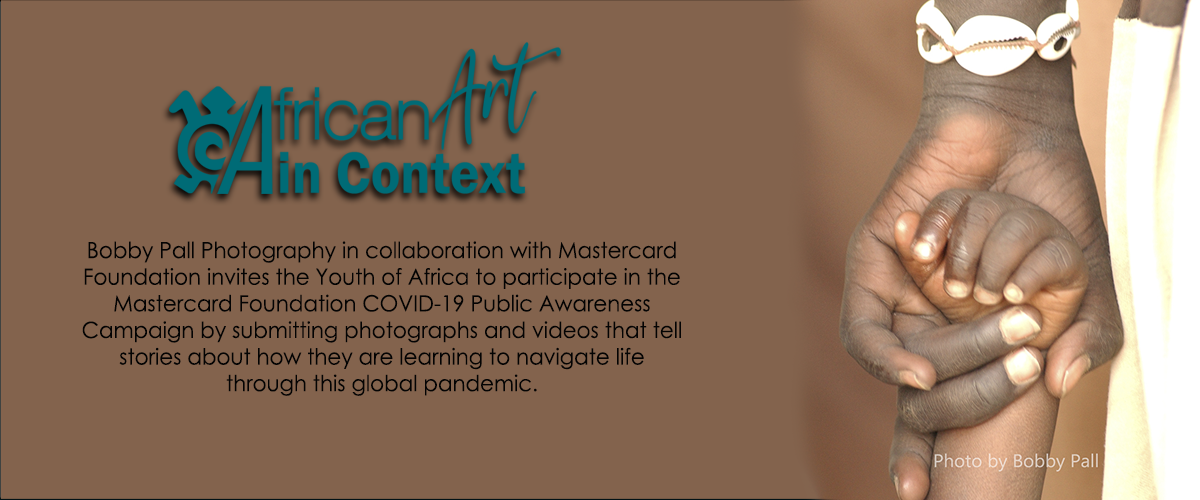 African Art
in Context
Bobby Pall Photography in collaboration with Mastercard
Foundation invites the Youth of Africa to participate in the
Mastercard Foundation COVID-19 Public Awareness
Campaign by submitting photographs and videos that tell
stories about how they are learning to navigate life
through this global pandemic.
Photo by Bobby Pall